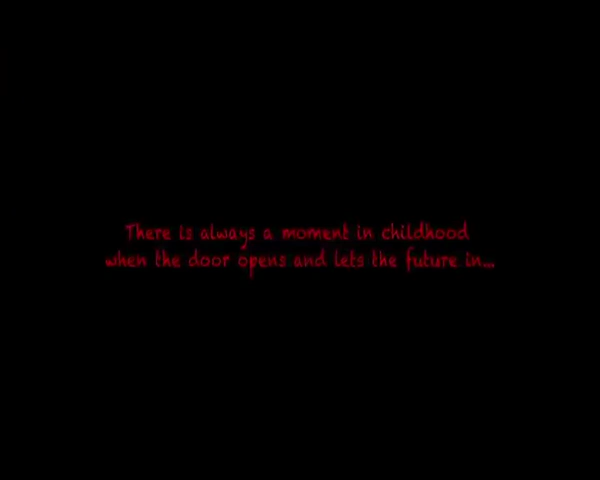 There is always a moment in childhood
when the door opens and lets the future in...